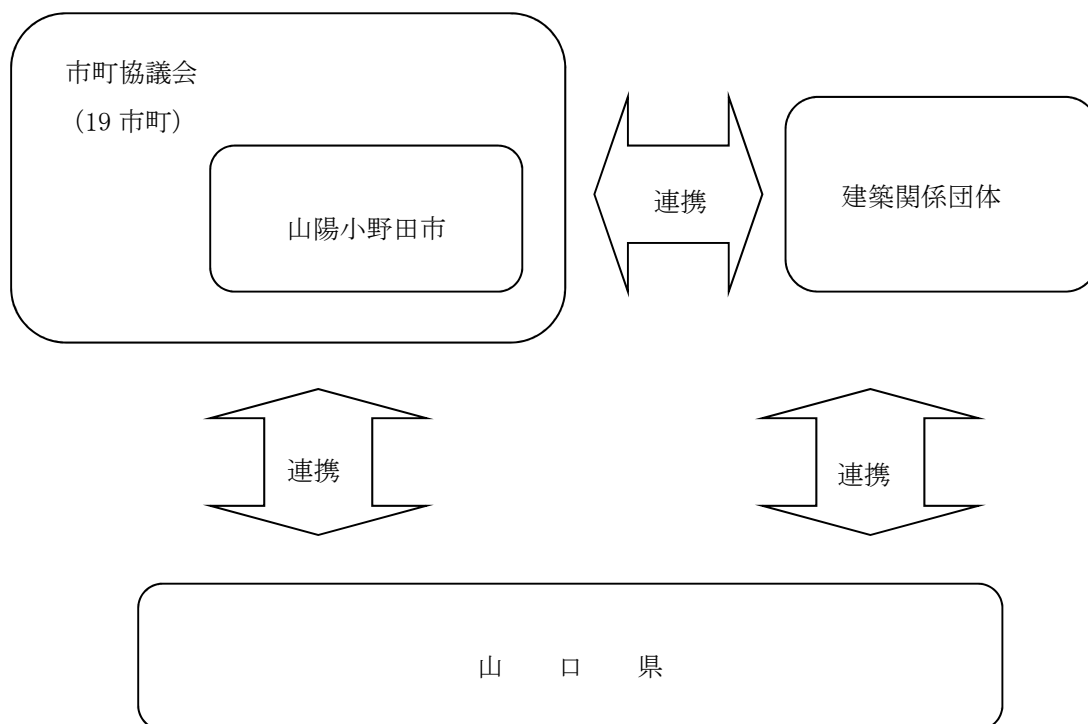 市町協議会
（19 市町）
山陽小野田市
連携
建築関係団体
連携
連携
山　口　県